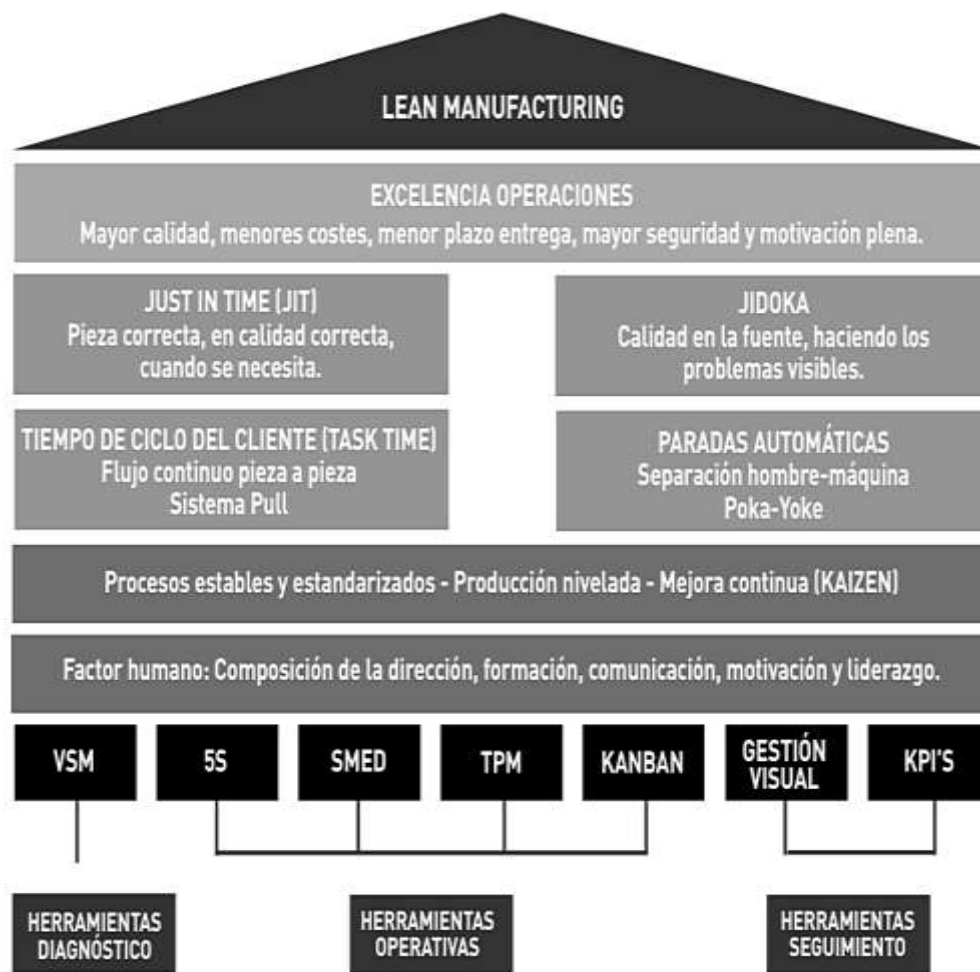 LEAN MANUFACTURING
EXCELENCIA OPERACIONES
Mayor calidad, menores costes, menor plazo entrega, mayor seguridad y motivación plena.
JUST IN TIME (JIT)
Pieza correcta, en calidad correcta,
cuando se necesita.
JIDOKA
Calidad en la fuente, haciendo los
problemas visibles.
TIEMPO DE CICLO DEL CLIENTE (TASK TIME)
Flujo continuo pieza a pieza
Sistema Pull
PARADAS AUTOMÁTICAS
Separación hombre-máquina
Poka-Yoke
Procesos estables y estandarizados - Producción nivelada - Mejora continua (KAIZEN)
Factor humano: Composición de la dirección, formación, comunicación, motivación y liderazgo.
VSM
5S
SMED
TPM
KANBAN
GESTIÓN
VISUAL
KPI'S
HERRAMIENTAS
DIAGNÓSTICO
HERRAMIENTAS
OPERATIVAS
HERRAMIENTAS
SEGUIMIENTO